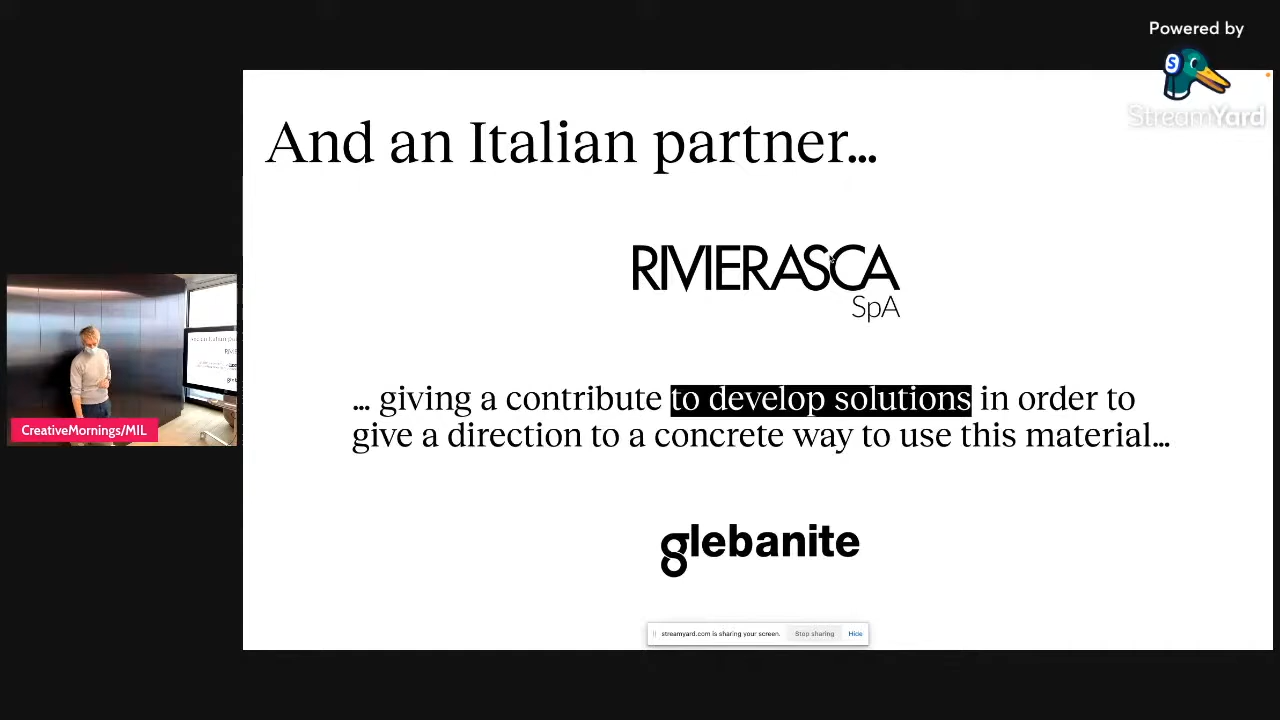 Powered by
StreamYard
And an Italian partner...
RIVIERASCA
SpA
... giving a contribute to develop solutions in order to
give a direction to a concrete way to use this material...
glebanite
CreativeMornings/MIL
streamyard.com is sharing your screen. Stop sharing Hide